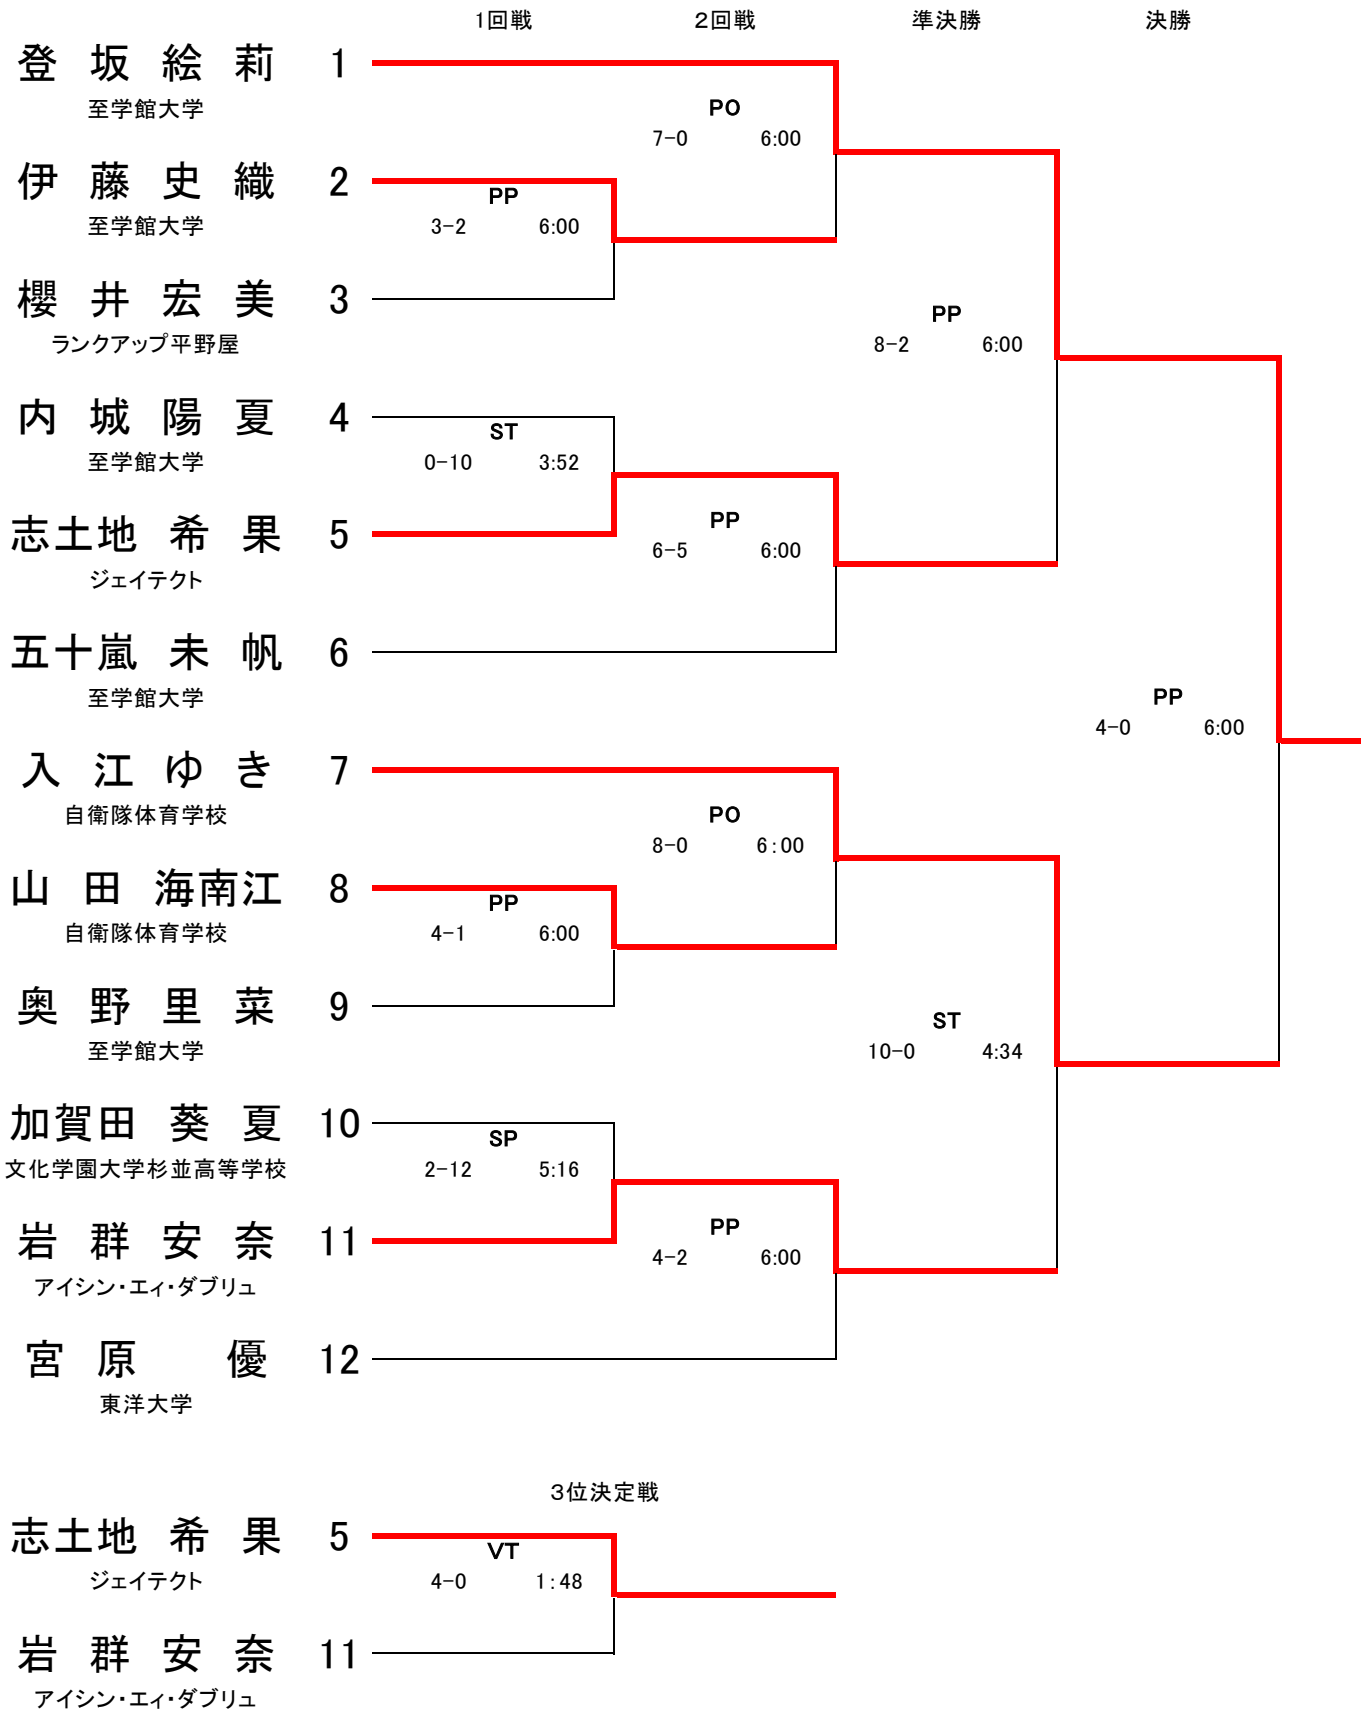 1回戦 2回戦 準決勝 決勝
登坂絵莉 1
至学館大学
PO
7-0 6:00
伊藤史織 2
至学館大学
PP
3-2 6:00
櫻井宏美 3
ランクアップ平野屋
PP
8-2 6:00
内城陽夏 4
至学館大学
ST
0-10 3:52
志土地希果 5
ジェイテクト
PP
6-5 6:00
五十嵐未帆 6
至学館大学
PP
4-0 6:00
入江ゆき 7
自衛隊体育学校
PO
8-0 6:00
山田海南江 8
自衛隊体育学校
PP
4-1 6:00
奥野里菜 9
至学館大学
ST
10-0 4:34
加賀田葵夏 10
文化学園大学杉並高等学校
SP
2-12 5:16
岩群安奈 11
アイシン・エィ・ダブリュ
PP
4-2 6:00
宮原優 12
東洋大学
3位決定戦
志土地希果 5
ジェイテクト
VT
4-0 1:48
岩群安奈 11
アイシン・エィ・ダブリュ